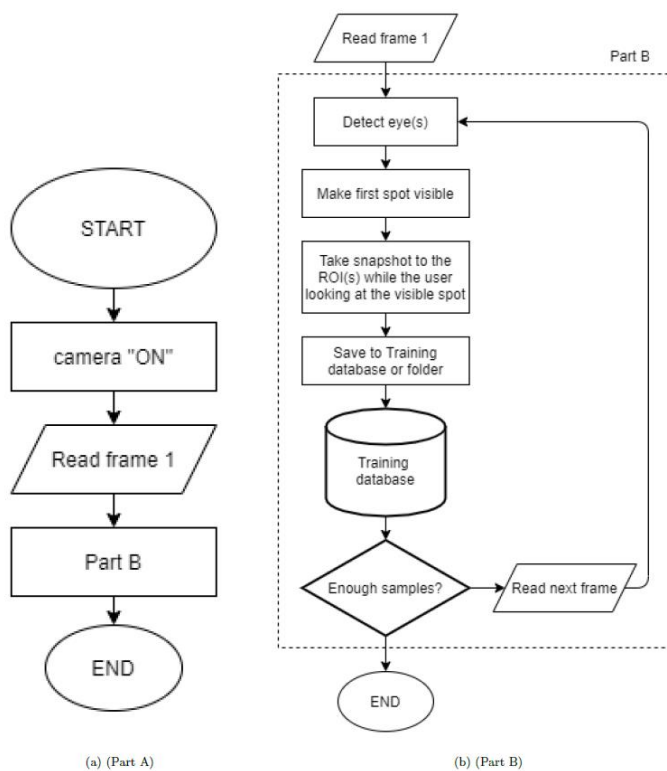 START
camera "ON"
Read frame 1
Part B
END
(a) (Part A)
Read frame 1
Part B
Detect eye(s)
Make first spot visible
Take snapshot to the
ROI(s) while the user
looking at the visible spot
Save to Training
database or folder
Training
database
Enough samples?
Read next frame
END
(b) (Part B)